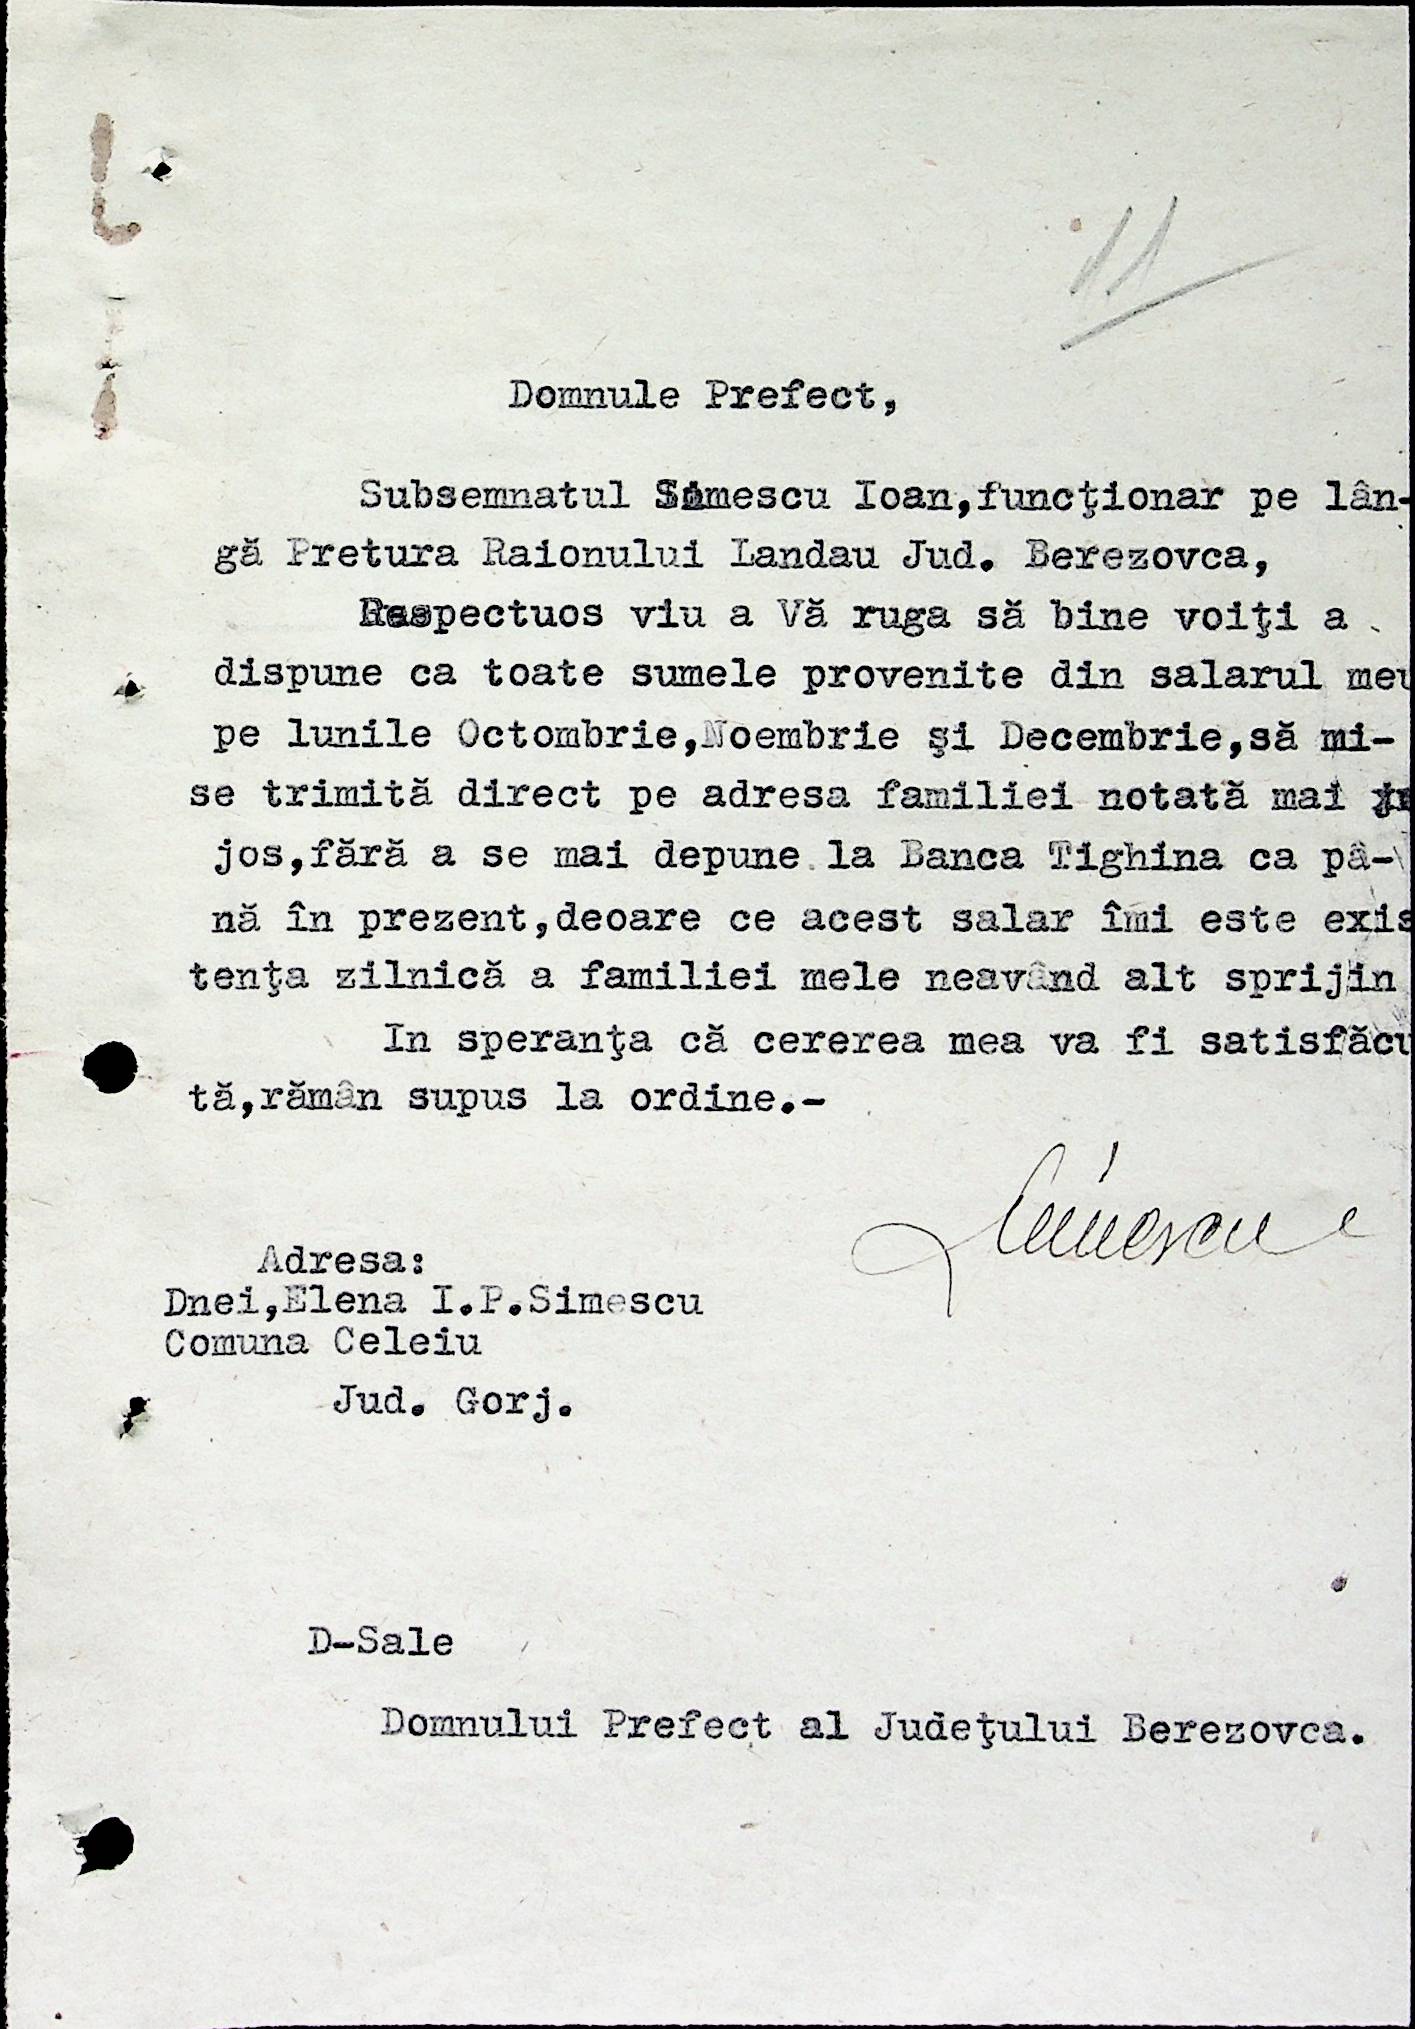 11
Domnule Prefect,
Subsemnatul Simescu Ioan,funcţionar pe lân-
gă Pretura Raionului Landau Jud. Berezovca,
Respectuos viu a Vă ruga să bine voiţi a
dispune ca toate sumele provenite din salarul meu
pe lunile Octombrie,Noembrie şi Decembrie,să mi-
se trimită direct pe adresa familiei notată mai
jos,fără a se mai depune la Banca Tighina ca pâ-
nă în prezent,deoare ce acest salar îmi este exis
tenţa zilnică a familiei mele neavând alt sprijin
In speranţa că cererea mea va fi satisfăcu
tă,rămân supus la ordine.-
Simescu
Adresa:
Dnei,Elena I.P.Simescu
Comuna Celeiu
Jud. Gorj.
D-Sale
Domnului Prefect al Judeţului Berezovca.